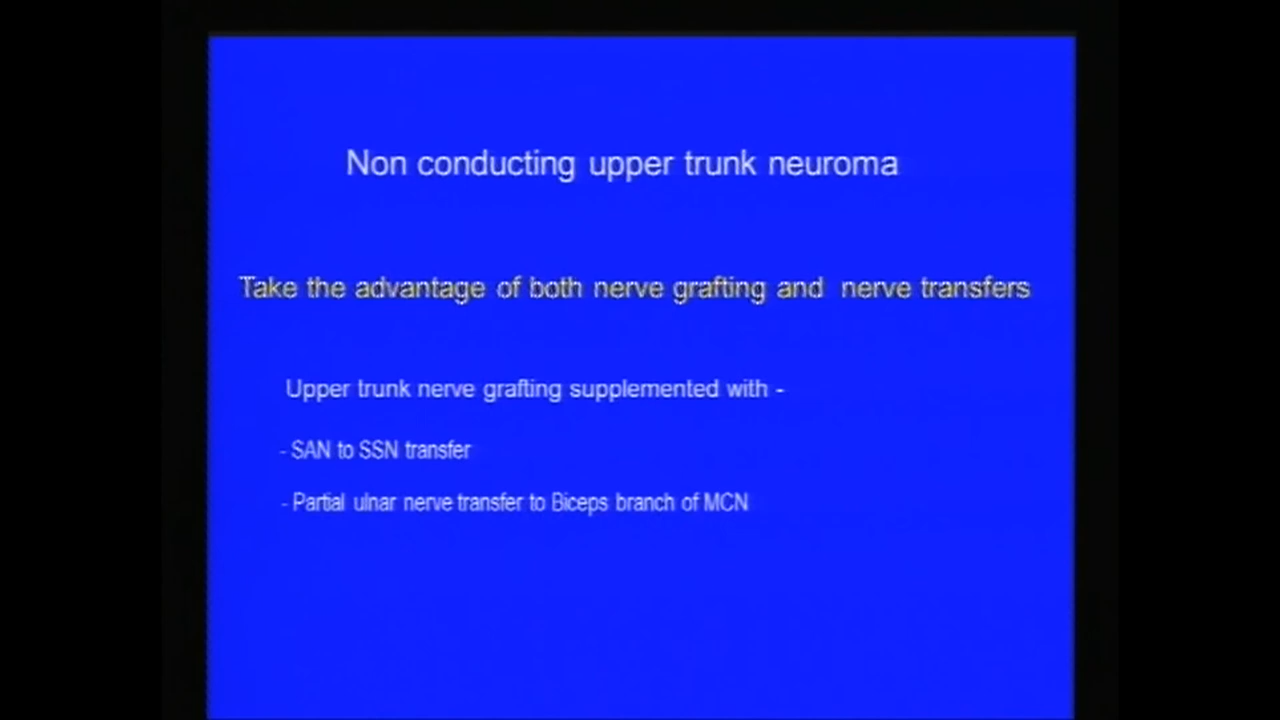 Non conducting upper trunk neuroma
Take the advantage of both nerve grafting and nerve transfers
Upper trunk nerve grafting supplemented with -
- SAN to SSN transfer
- Partial ulnar nerve transfer to Biceps branch of MCN